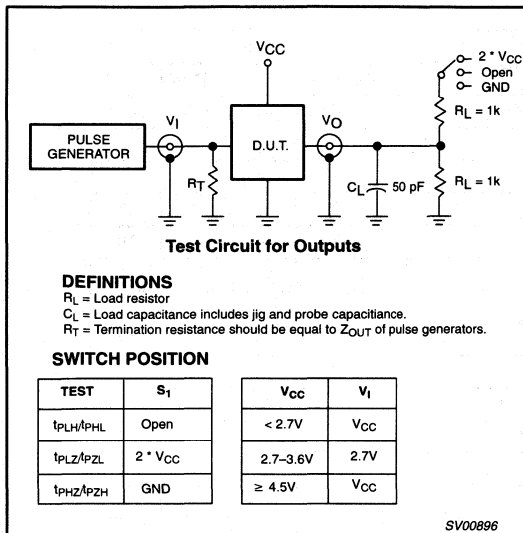 VCC
2 * VCC
Open
GND
VI
VO
RL = 1k
PULSE
GENERATOR
D.U.T.
RT
CL
50 pF
RL = 1k
Test Circuit for Outputs
DEFINITIONS
RL = Load resistor
CL = Load capacitance includes jig and probe capacitiance.
RT = Termination resistance should be equal to ZOUT of pulse generators.
SWITCH POSITION
TEST S1
tPLH/tPHL Open
tPLZ/tPZL 2 * VCC
tPHZ/tPZH GND
VCC VI
< 2.7V VCC
2.7–3.6V 2.7V
≥ 4.5V VCC
SV00896